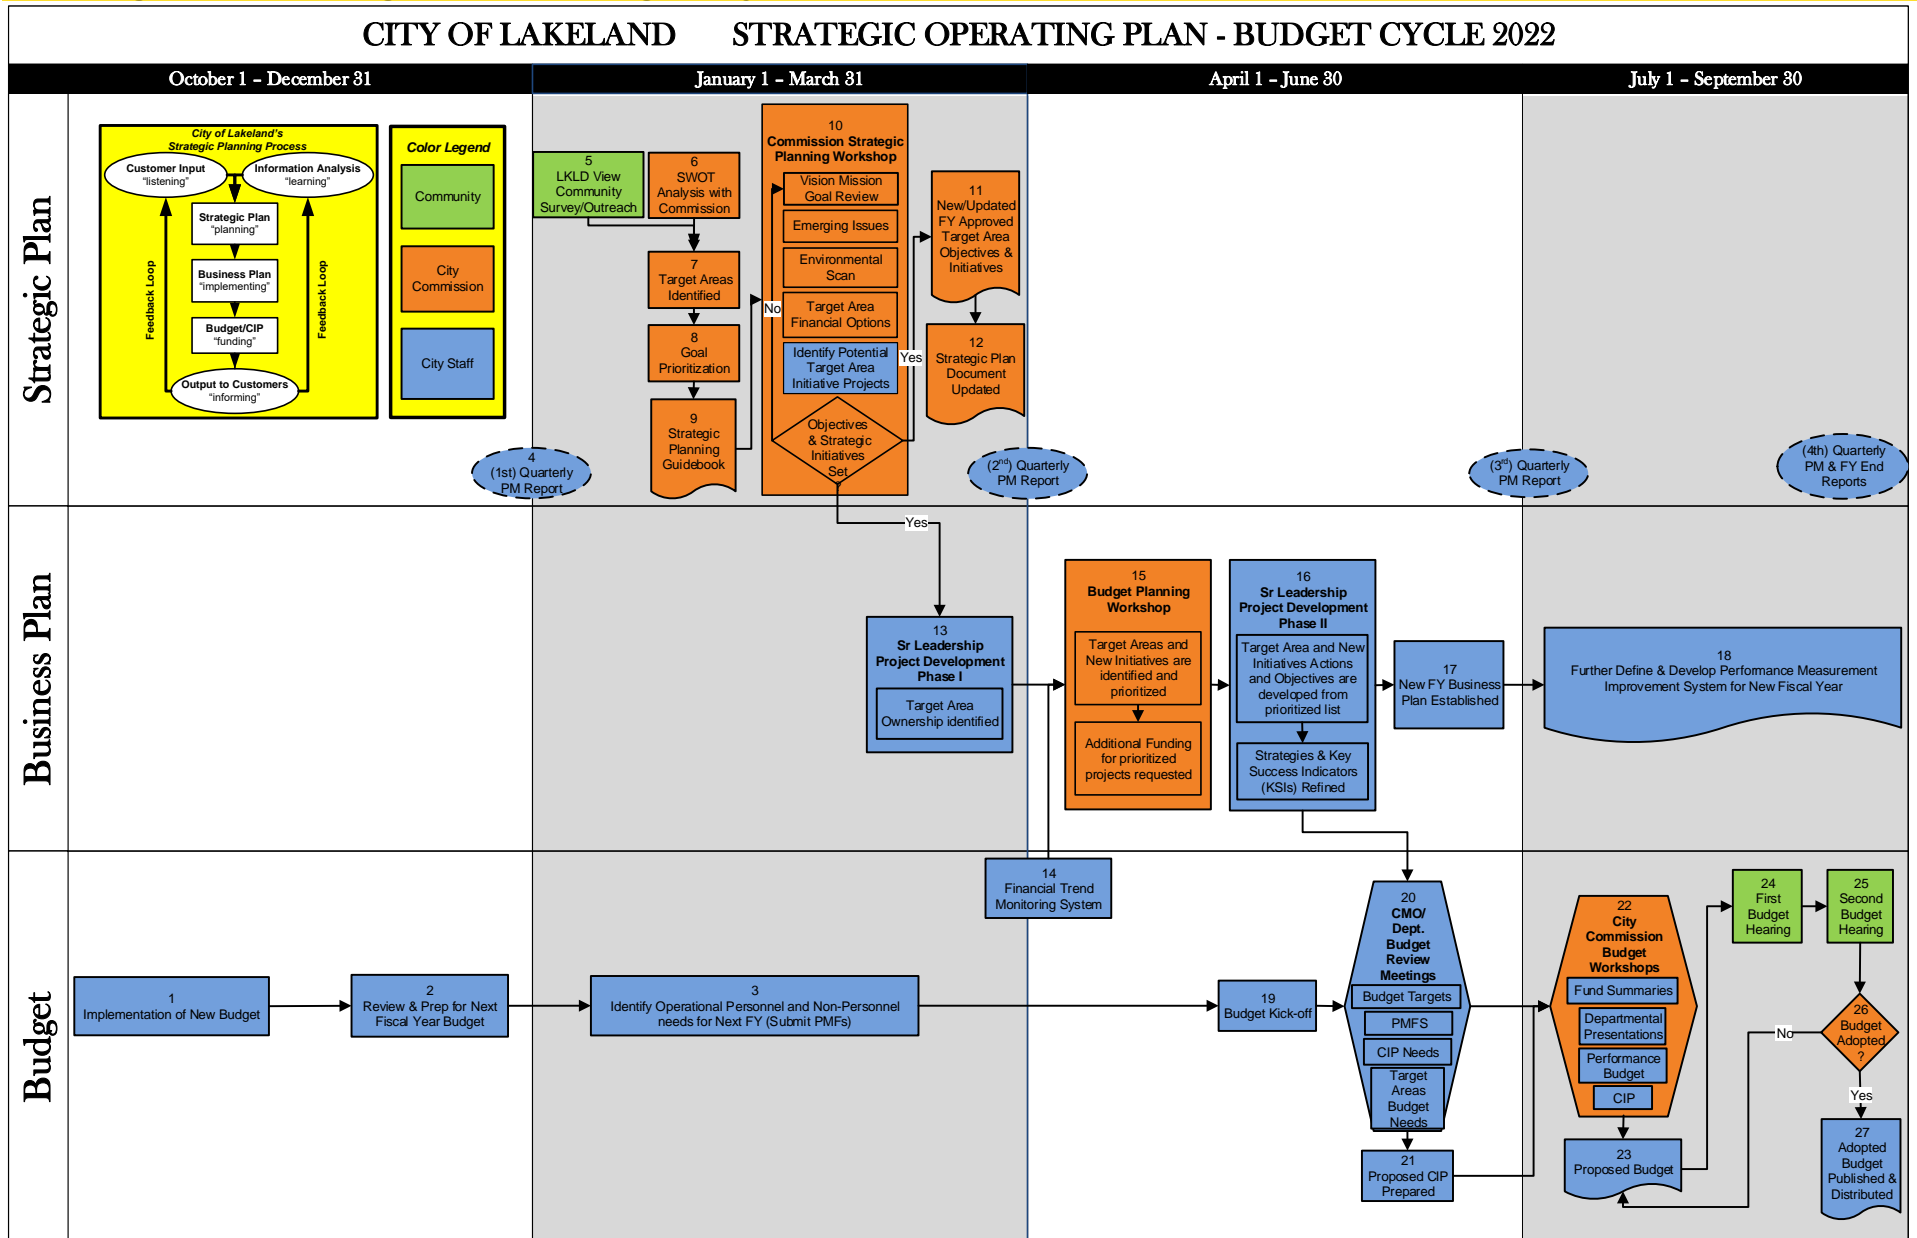 CITY OF LAKELAND STRATEGIC OPERATING PLAN - BUDGET CYCLE 2022
October 1 – December 31
January 1 – March 31
April 1 – June 30
July 1 – September 30
Strategic Plan
City of Lakeland's
Strategic Planning Process
Customer Input
"listening"
Information Analysis
"learning"
Strategic Plan
"planning"
Business Plan
"implementing"
Budget/CIP
"funding"
Output to Customers
"informing"
Feedback Loop
Feedback Loop
Color Legend
Community
City
Commission
City Staff
4
(1st) Quarterly
PM Report
5
LKLD View
Community
Survey/Outreach
6
SWOT
Analysis with
Commission
7
Target Areas
Identified
8
Goal
Prioritization
9
Strategic
Planning
Guidebook
10
Commission Strategic
Planning Workshop
Vision Mission
Goal Review
Emerging Issues
Environmental
Scan
Target Area
Financial Options
Identify Potential
Target Area
Initiative Projects
Objectives
& Strategic
Initiatives
Set
No
Yes
11
New/Updated
FY Approved
Target Area
Objectives &
Initiatives
12
Strategic Plan
Document
Updated
(2nd) Quarterly
PM Report
(3rd) Quarterly
PM Report
(4th) Quarterly
PM & FY End
Reports
Business Plan
Yes
13
Sr Leadership
Project Development
Phase I
Target Area
Ownership identified
15
Budget Planning
Workshop
Target Areas and
New Initiatives are
identified and
prioritized
Additional Funding
for prioritized
projects requested
16
Sr Leadership
Project Development
Phase II
Target Area and New
Initiatives Actions
and Objectives are
developed from
prioritized list
Strategies & Key
Success Indicators
(KSIs) Refined
17
New FY Business
Plan Established
18
Further Define & Develop Performance Measurement
Improvement System for New Fiscal Year
Budget
1
Implementation of New Budget
2
Review & Prep for Next
Fiscal Year Budget
3
Identify Operational Personnel and Non-Personnel
needs for Next FY (Submit PMFs)
14
Financial Trend
Monitoring System
19
Budget Kick-off
20
CMO/
Dept.
Budget
Review
Meetings
Budget Targets
PMFS
CIP Needs
Target
Areas
Budget
Needs
21
Proposed CIP
Prepared
22
City
Commission
Budget
Workshops
Fund Summaries
Departmental
Presentations
Performance
Budget
CIP
23
Proposed Budget
24
First
Budget
Hearing
25
Second
Budget
Hearing
26
Budget
Adopted
?
No
Yes
27
Adopted
Budget
Published &
Distributed